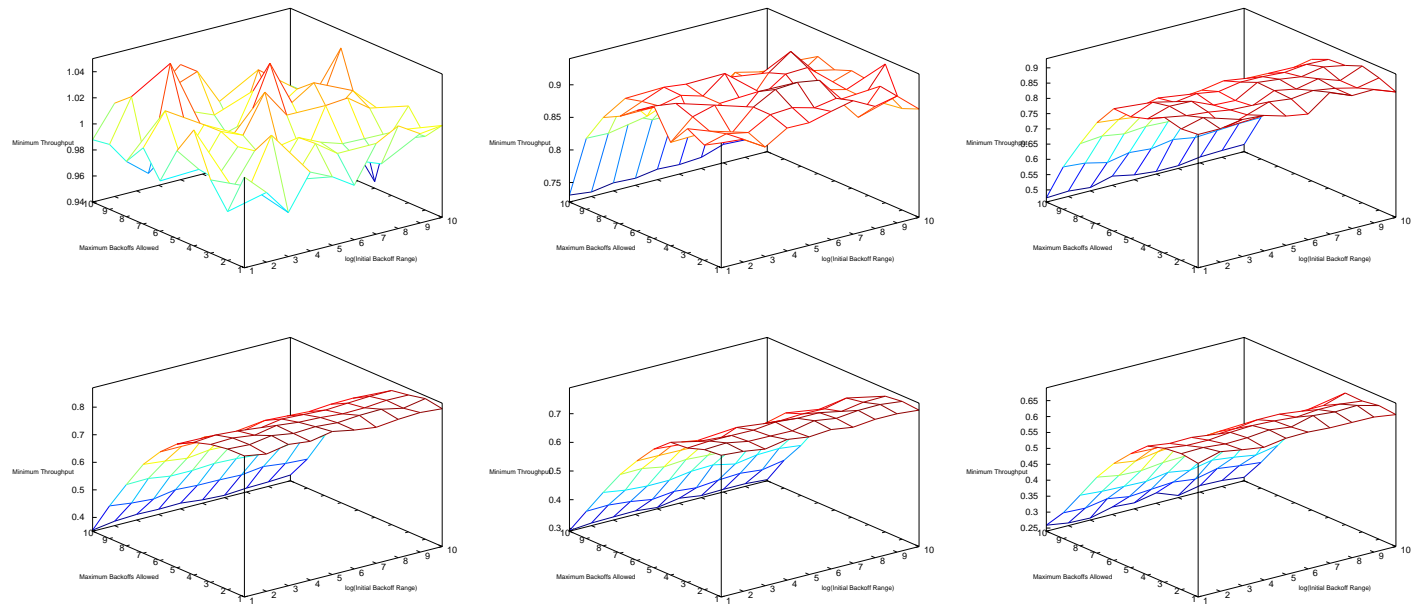 1.04
1.02
1
Minimum Throughput
0.98
0.96
0.94
10 9 8 7 6 5 4 3 2 1
Maximum Backoffs Allowed
1 2 3 4 5 6 7 8 9 10
log(Initial Backoff Range)
0.9
0.85
Minimum Throughput
0.8
0.75
10 9 8 7 6 5 4 3 2 1
Maximum Backoffs Allowed
1 2 3 4 5 6 7 8 9 10
log(Initial Backoff Range)
0.9
0.85
0.8
0.75
0.7
Minimum Throughput
0.65
0.6
0.55
0.5
10 9 8 7 6 5 4 3 2 1
Maximum Backoffs Allowed
1 2 3 4 5 6 7 8 9 10
log(Initial Backoff Range)
0.8
0.7
0.6
Minimum Throughput
0.5
0.4
10 9 8 7 6 5 4 3 2 1
Maximum Backoffs Allowed
1 2 3 4 5 6 7 8 9 10
log(Initial Backoff Range)
0.7
0.6
Minimum Throughput
0.5
0.4
0.3
10 9 8 7 6 5 4 3 2 1
Maximum Backoffs Allowed
1 2 3 4 5 6 7 8 9 10
log(Initial Backoff Range)
0.65
0.6
0.55
0.5
0.45
Minimum Throughput
0.4
0.35
0.3
0.25
10 9 8 7 6 5 4 3 2 1
Maximum Backoffs Allowed
1 2 3 4 5 6 7 8 9 10
log(Initial Backoff Range)